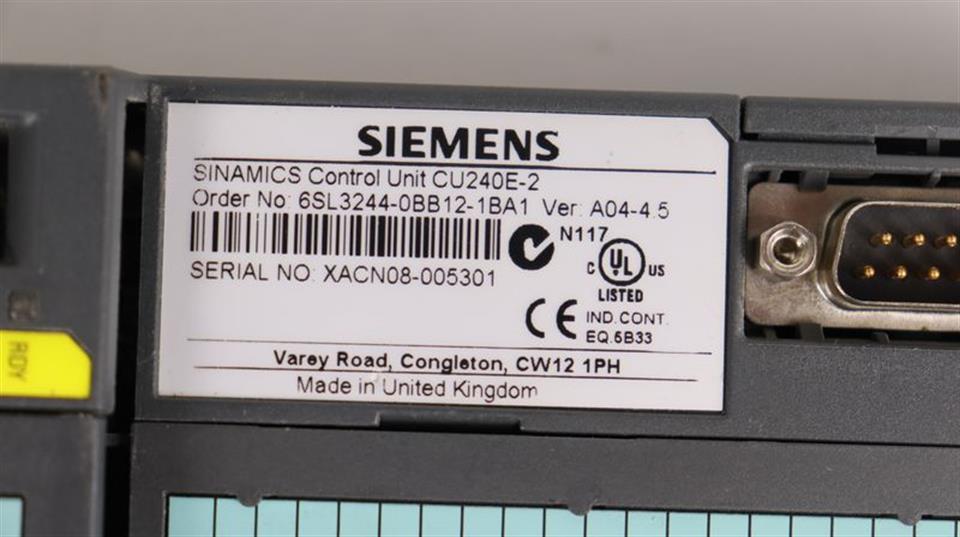 SIEMENS
SINAMICS Control Unit CU240E-2
Order No: 6SL3244-0BB12-1BA1 Ver: A04-4.5
N117
SERIAL NO: XACN08-005301
C UL US
LISTED
CE IND.CONT.
EQ.5B33
Varey Road, Congleton, CW12 1PH
Made in United Kingdom
RDY